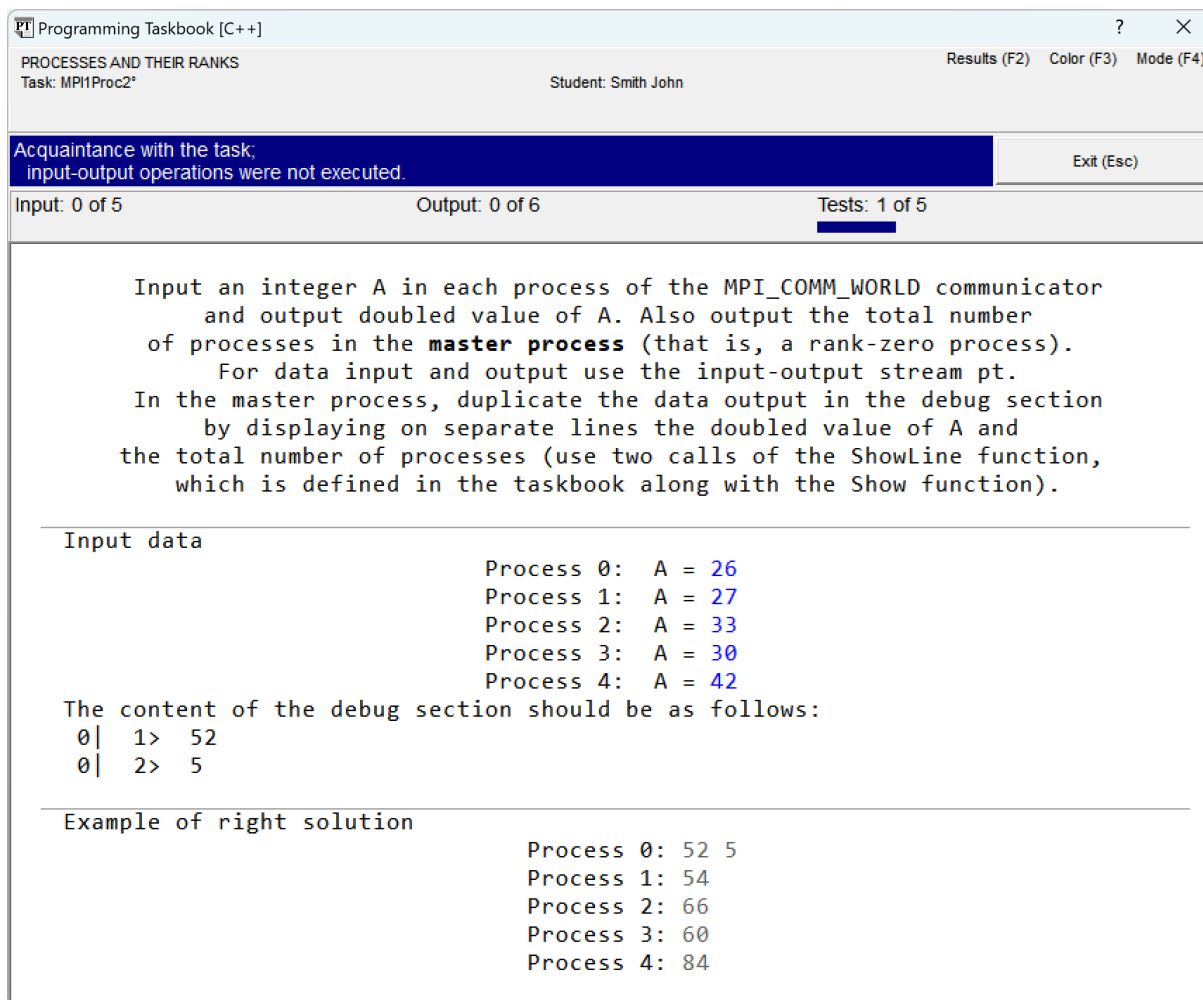 PT Programming Taskbook [C++] ? ×
PROCESSES AND THEIR RANKS Results (F2) Color (F3) Mode (F4)
Task: MPI1Proc2° Student: Smith John
Acquaintance with the task;
input-output operations were not executed.
Exit (Esc)
Input: 0 of 5 Output: 0 of 6 Tests: 1 of 5
Input an integer A in each process of the MPI_COMM_WORLD communicator
and output doubled value of A. Also output the total number
of processes in the master process (that is, a rank-zero process).
For data input and output use the input-output stream pt.
In the master process, duplicate the data output in the debug section
by displaying on separate lines the doubled value of A and
the total number of processes (use two calls of the ShowLine function,
which is defined in the taskbook along with the Show function).
Input data
Process 0: A = 26
Process 1: A = 27
Process 2: A = 33
Process 3: A = 30
Process 4: A = 42
The content of the debug section should be as follows:
0| 1> 52
0| 2> 5
Example of right solution
Process 0: 52 5
Process 1: 54
Process 2: 66
Process 3: 60
Process 4: 84